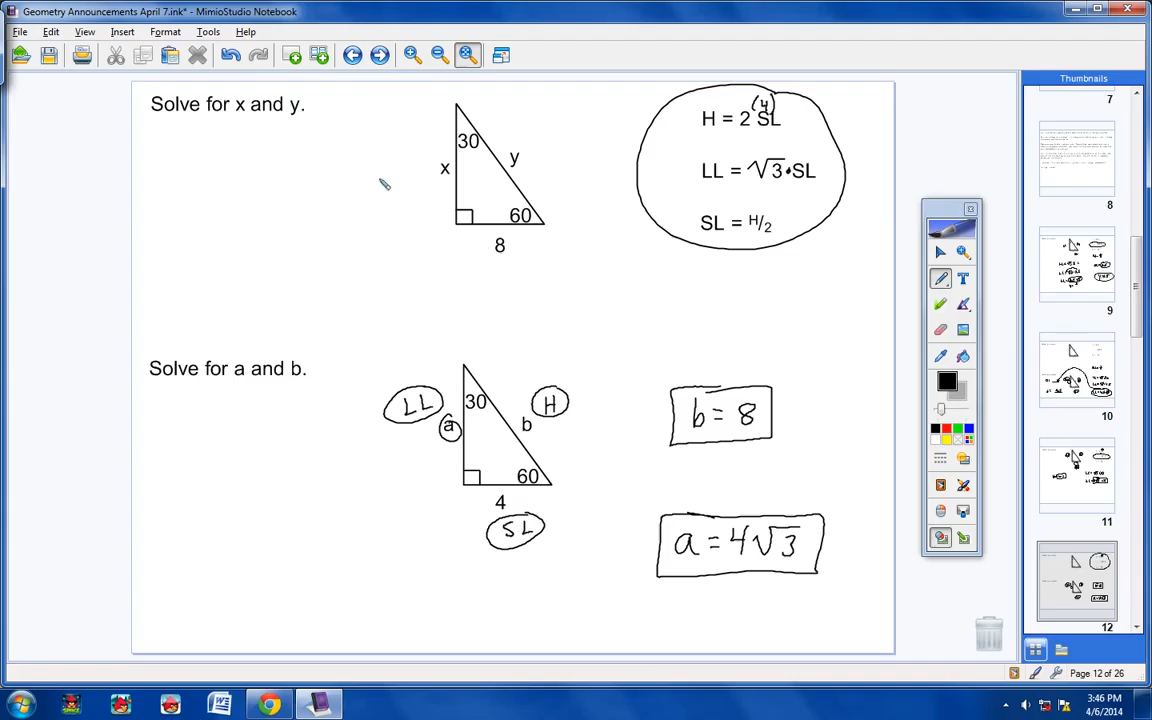 Geometry Announcements April 7.ink* - MimioStudio Notebook
File Edit View Insert Format Tools Help
Thumbnails
Solve for x and y.
30
x
y
60
8
(4)
H = 2 SL
LL = √3•SL
SL = H/2
Solve for a and b.
LL
30
H
a
b
60
4
SL
b = 8
a = 4√3
7
8
9
10
11
12
T
Page 12 of 26
3:46 PM
4/6/2014